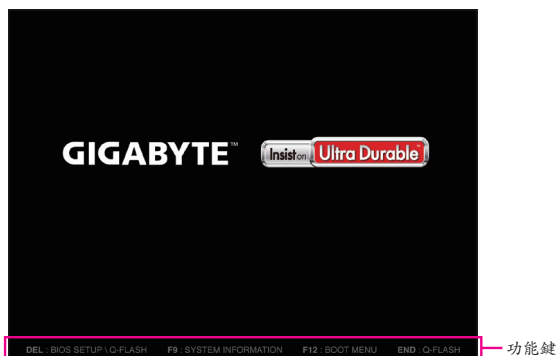 GIGABYTE™
Insist on Ultra Durable™
DEL : BIOS SETUP \ Q-FLASH F9 : SYSTEM INFORMATION F12 : BOOT MENU END : Q-FLASH
功能鍵